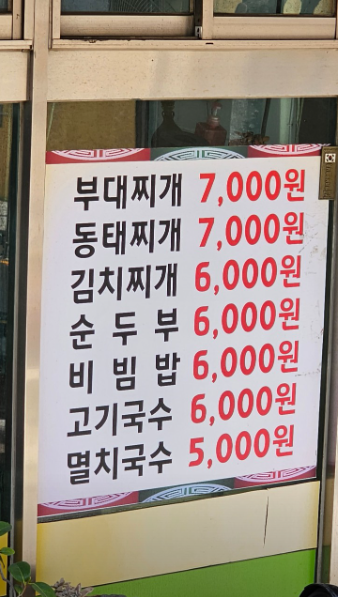 부대찌개 7,000원
동태찌개 7,000원
김치찌개 6,000원
순 두 부 6,000원
비 빔 밥 6,000원
고기국수 6,000원
멸치국수 5,000원